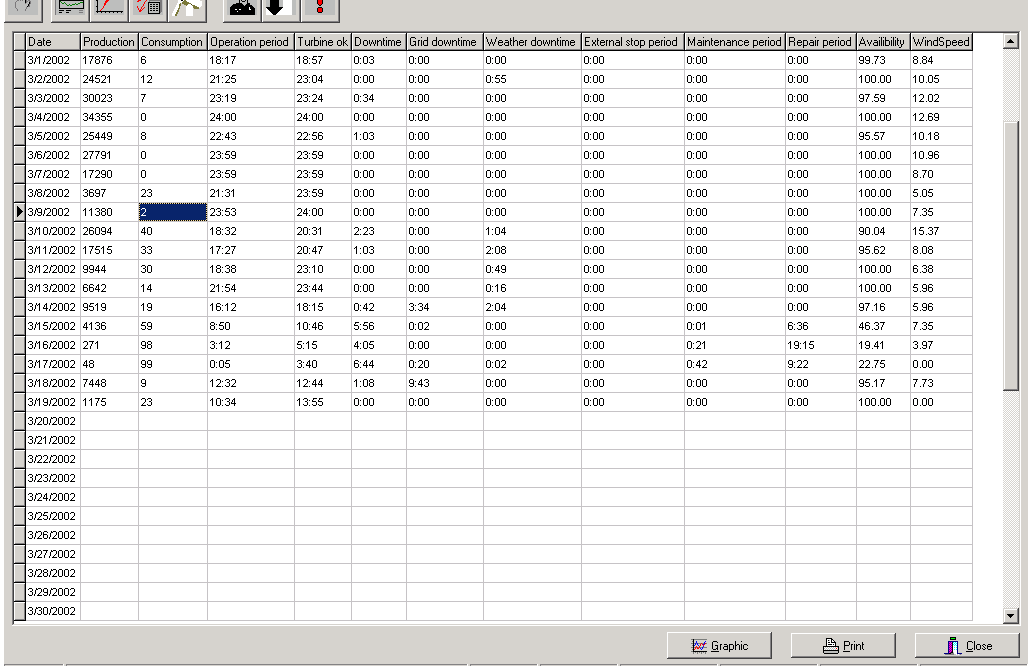 Date Production Consumption Operation period Turbine ok Downtime Grid downtime Weather downtime External stop period Maintenance period Repair period Availibility WindSpeed
3/1/2002 17876 6 18:17 18:57 0:03 0:00 0:00 0:00 0:00 0:00 99.73 8.84
3/2/2002 24521 12 21:25 23:04 0:00 0:00 0:55 0:00 0:00 0:00 100.00 10.05
3/3/2002 30023 7 23:19 23:24 0:34 0:00 0:00 0:00 0:00 0:00 97.59 12.02
3/4/2002 34355 0 24:00 24:00 0:00 0:00 0:00 0:00 0:00 0:00 100.00 12.69
3/5/2002 25449 8 22:43 22:56 1:03 0:00 0:00 0:00 0:00 0:00 95.57 10.18
3/6/2002 27791 0 23:59 23:59 0:00 0:00 0:00 0:00 0:00 0:00 100.00 10.96
3/7/2002 17290 0 23:59 23:59 0:00 0:00 0:00 0:00 0:00 0:00 100.00 8.70
3/8/2002 3697 23 21:31 23:59 0:00 0:00 0:00 0:00 0:00 0:00 100.00 5.05
3/9/2002 11380 2 23:53 24:00 0:00 0:00 0:00 0:00 0:00 0:00 100.00 7.35
3/10/2002 26094 40 18:32 20:31 2:23 0:00 1:04 0:00 0:00 0:00 90.04 15.37
3/11/2002 17515 33 17:27 20:47 1:03 0:00 2:08 0:00 0:00 0:00 95.62 8.08
3/12/2002 9944 30 18:38 23:10 0:00 0:00 0:49 0:00 0:00 0:00 100.00 6.38
3/13/2002 6642 14 21:54 23:44 0:00 0:00 0:16 0:00 0:00 0:00 100.00 5.96
3/14/2002 9519 19 16:12 18:15 0:42 3:34 2:04 0:00 0:00 0:00 97.16 5.96
3/15/2002 4136 59 8:50 10:46 5:56 0:02 0:00 0:00 0:01 6:36 46.37 7.35
3/16/2002 271 98 3:12 5:15 4:05 0:00 0:00 0:00 0:21 19:15 19.41 3.97
3/17/2002 48 99 0:05 3:40 6:44 0:20 0:02 0:00 0:42 9:22 22.75 0.00
3/18/2002 7448 9 12:32 12:44 1:08 9:43 0:00 0:00 0:00 0:00 95.17 7.73
3/19/2002 1175 23 10:34 13:55 0:00 0:00 0:00 0:00 0:00 0:00 100.00 0.00
3/20/2002
3/21/2002
3/22/2002
3/23/2002
3/24/2002
3/25/2002
3/26/2002
3/27/2002
3/28/2002
3/29/2002
3/30/2002
Graphic Print Close